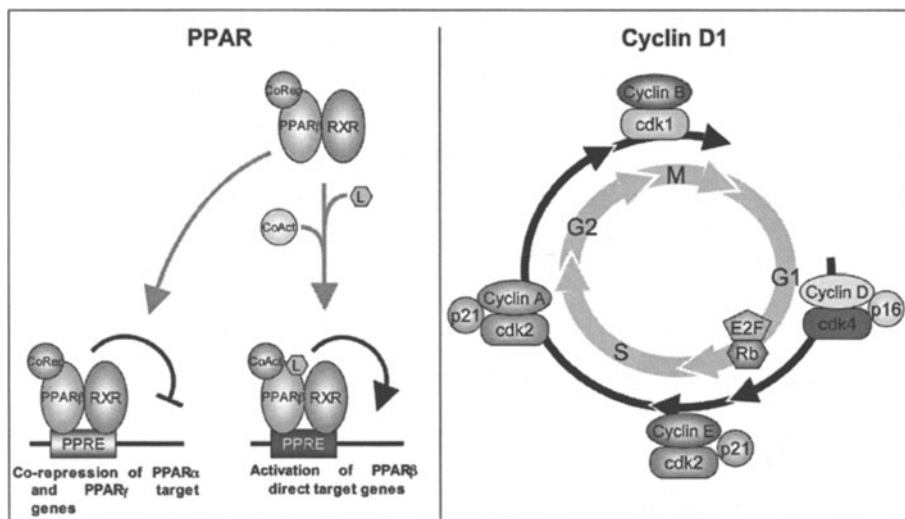 PPAR
CoRep
PPARβ RXR
L
CoAct
CoRep
PPARβ RXR
PPRE
Co-repression of PPARα
and PPARγ target
genes
CoAct L
PPARβ RXR
PPRE
Activation of PPARβ
direct target genes
Cyclin D1
Cyclin B
cdk1
M
G2
G1
S
Cyclin A
p21
cdk2
Cyclin D
p16
cdk4
E2F
Rb
Cyclin E
cdk2
p21